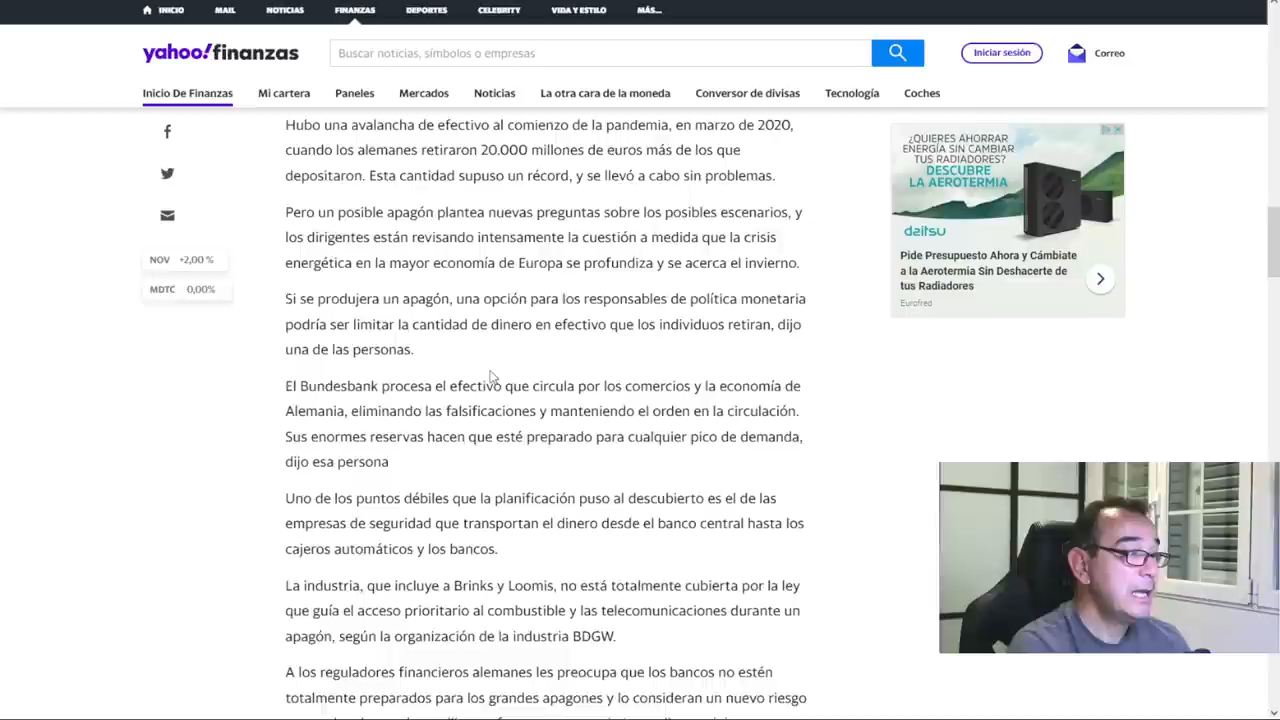 INICIO MAIL NOTICIAS FINANZAS DEPORTES CELEBRITY VIDA Y ESTILO MÁS...
yahoo!finanzas
Buscar noticias, símbolos o empresas
Iniciar sesión
Correo
Inicio De Finanzas Mi cartera Paneles Mercados Noticias La otra cara de la moneda Conversor de divisas Tecnología Coches
Hubo una avalancha de efectivo al comienzo de la pandemia, en marzo de 2020,
cuando los alemanes retiraron 20.000 millones de euros más de los que
depositaron. Esta cantidad supuso un récord, y se llevó a cabo sin problemas.
Pero un posible apagón plantea nuevas preguntas sobre los posibles escenarios, y
los dirigentes están revisando intensamente la cuestión a medida que la crisis
energética en la mayor economía de Europa se profundiza y se acerca el invierno.
Si se produjera un apagón, una opción para los responsables de política monetaria
podría ser limitar la cantidad de dinero en efectivo que los individuos retiran, dijo
una de las personas.
El Bundesbank procesa el efectivo que circula por los comercios y la economía de
Alemania, eliminando las falsificaciones y manteniendo el orden en la circulación.
Sus enormes reservas hacen que esté preparado para cualquier pico de demanda,
dijo esa persona
Uno de los puntos débiles que la planificación puso al descubierto es el de las
empresas de seguridad que transportan el dinero desde el banco central hasta los
cajeros automáticos y los bancos.
La industria, que incluye a Brinks y Loomis, no está totalmente cubierta por la ley
que guía el acceso prioritario al combustible y las telecomunicaciones durante un
apagón, según la organización de la industria BDGW.
A los reguladores financieros alemanes les preocupa que los bancos no estén
totalmente preparados para los grandes apagones y lo consideran un nuevo riesgo
NOV +2,00 %
MDTC 0,00%
¿QUIERES AHORRAR
ENERGÍA SIN CAMBIAR
TUS RADIADORES?
DESCUBRE
LA AEROTERMIA
daitsu
Pide Presupuesto Ahora y Cámbiate
a la Aerotermia Sin Deshacerte de
tus Radiadores
Eurofred